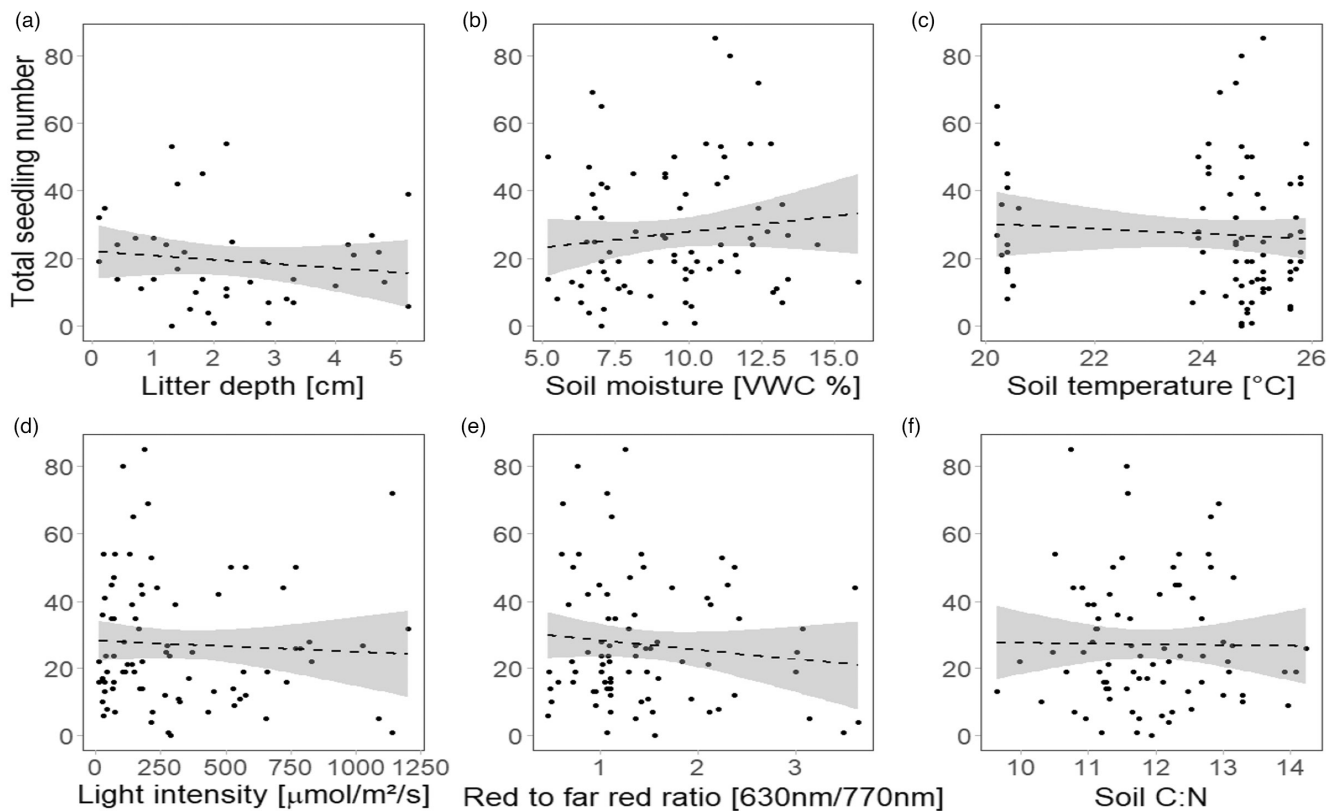 (a)
(b)
(c)
Total seedling number
80
60
40
20
0
0 1 2 3 4 5
Litter depth [cm]
80
60
40
20
0
5.0 7.5 10.0 12.5 15.0
Soil moisture [VWC %]
80
60
40
20
0
20 22 24 26
Soil temperature [°C]
(d)
(e)
(f)
80
60
40
20
0
0 250 500 750 1000 1250
Light intensity [μmol/m²/s]
80
60
40
20
0
1 2 3
Red to far red ratio [630nm/770nm]
80
60
40
20
0
10 11 12 13 14
Soil C:N